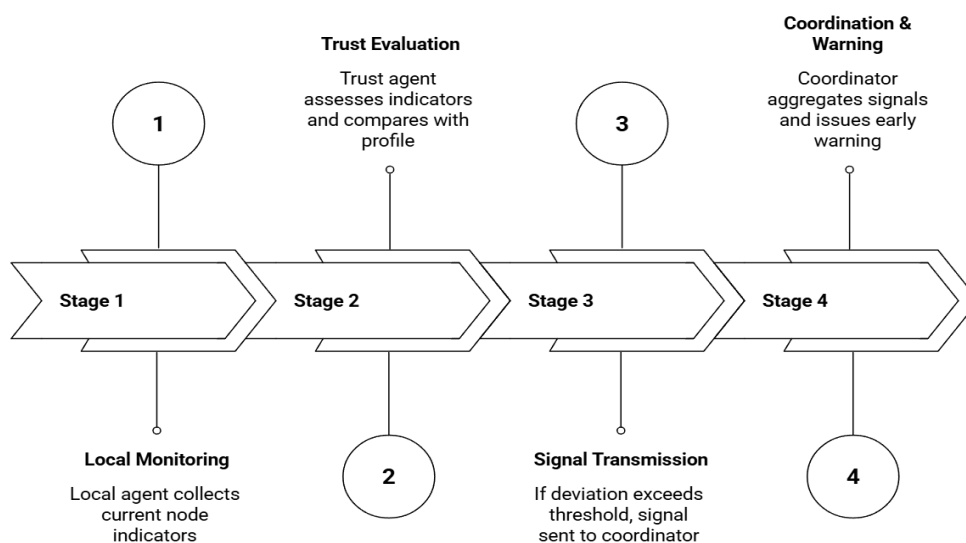 Trust Evaluation
Trust agent
assesses indicators
and compares with
profile
Coordination &
Warning
Coordinator
aggregates signals
and issues early
warning
1
3
Stage 1
Stage 2
Stage 3
Stage 4
Local Monitoring
Local agent collects
current node
indicators
2
Signal Transmission
If deviation exceeds
threshold, signal
sent to coordinator
4